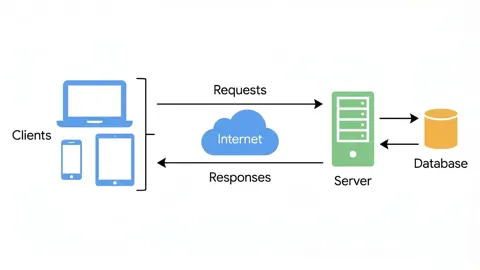 Requests
Clients
Internet
Responses
Server
Database